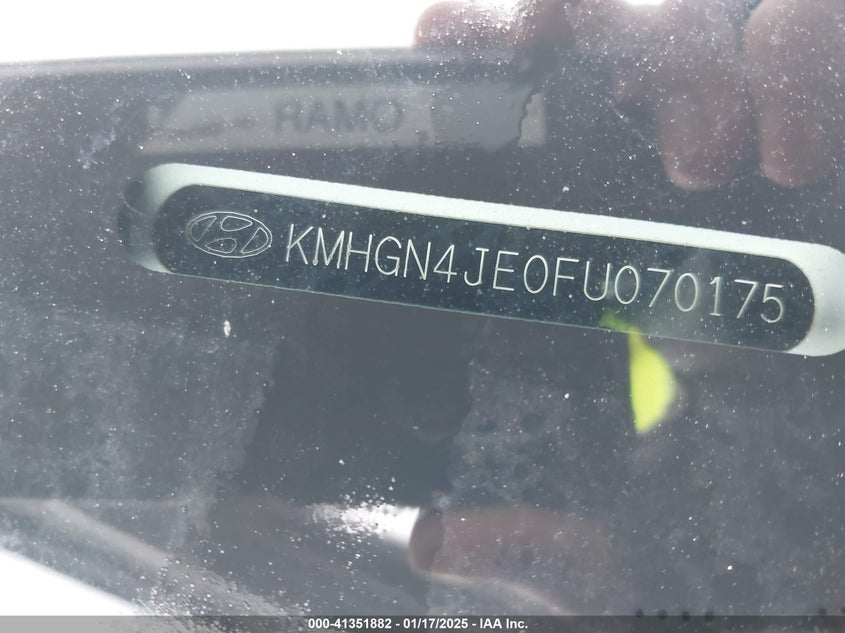 RAMO
KMHGN4JE0FU070175
000-41351882 - 01/17/2025 - IAA Inc.